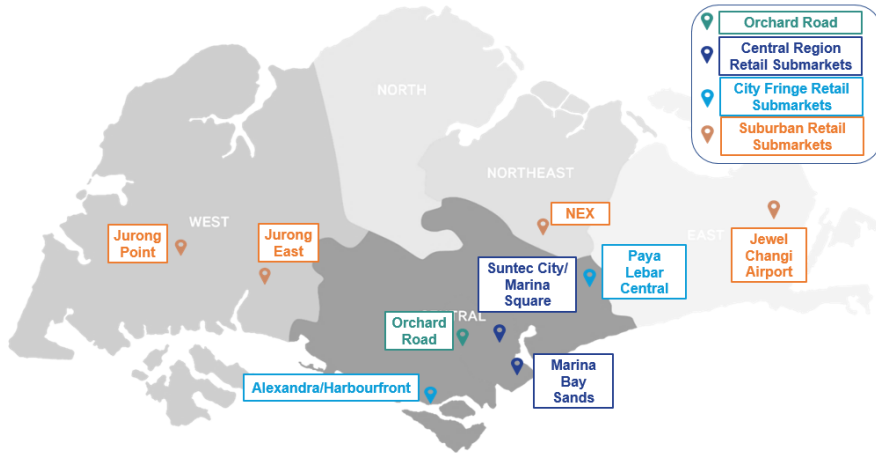 Orchard Road
Central Region
Retail Submarkets
City Fringe Retail
Submarkets
Suburban Retail
Submarkets
NORTH
NORTHEAST
WEST
EAST
CENTRAL
Jurong
Point
Jurong
East
NEX
Jewel
Changi
Airport
Suntec City/
Marina
Square
Paya
Lebar
Central
Orchard
Road
Alexandra/Harbourfront
Marina
Bay
Sands